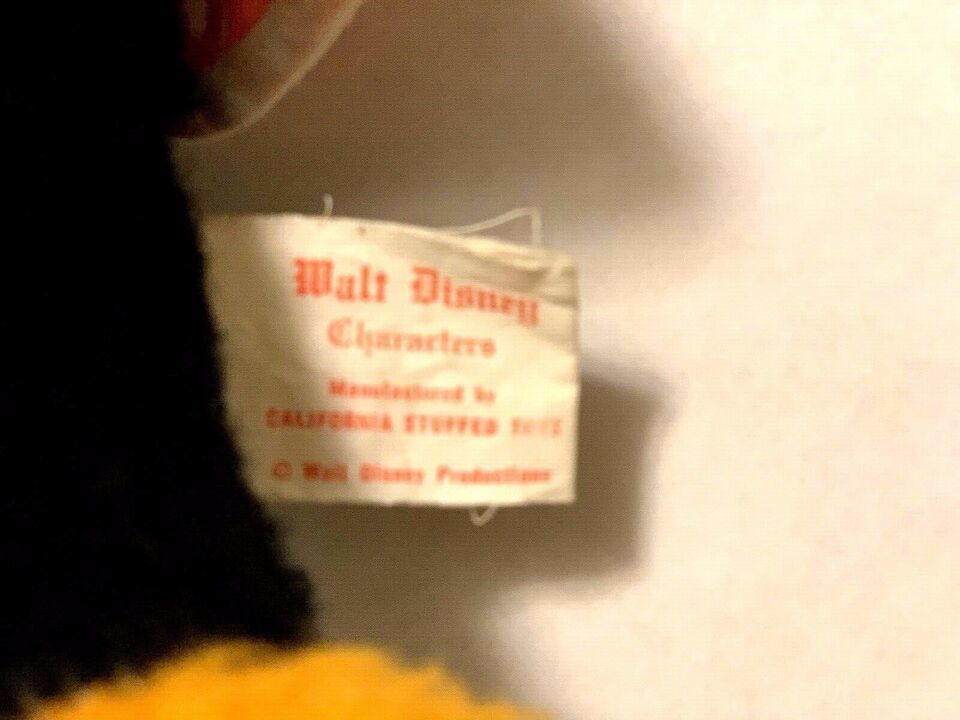 Walt Disney
Characters
Manufactured by
CALIFORNIA STUFFED TOYS
© Walt Disney Productions